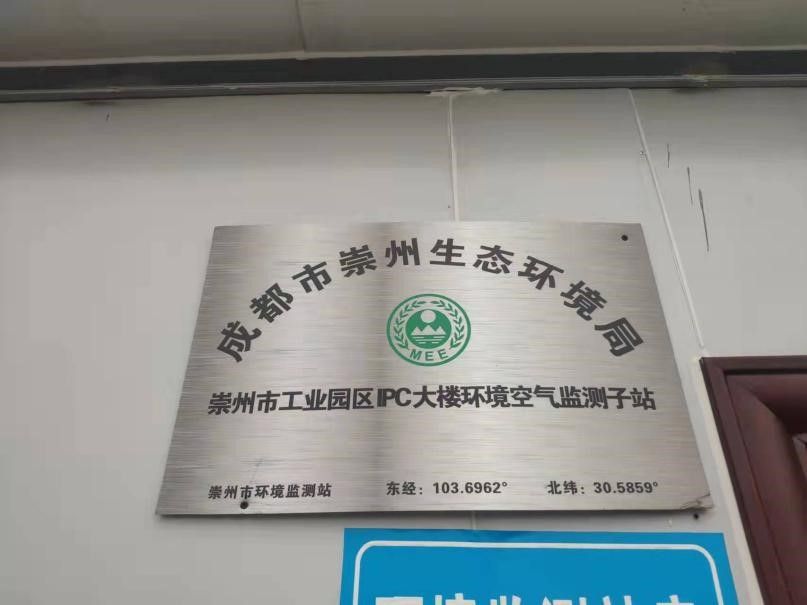 成都市崇州生态环境局
MEE
崇州市工业园区IPC大楼环境空气监测子站
崇州市环境监测站 东经：103.6962° 北纬：30.5859°